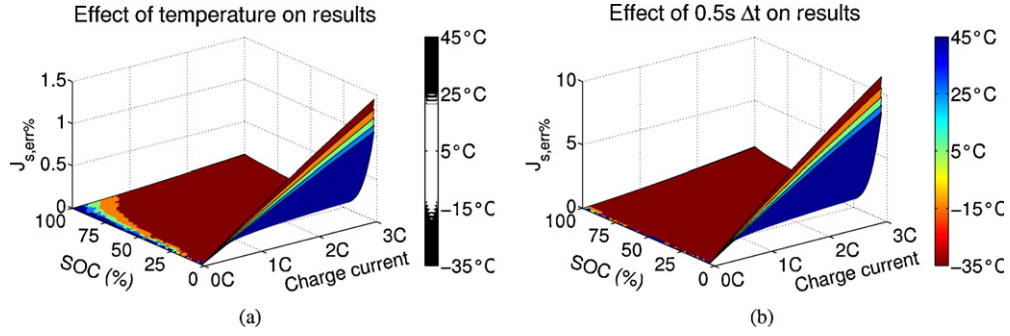 Effect of temperature on results
J_s,err%
1.5
1
0.5
0
100
75
50
25
0
SOC (%)
0C
1C
2C
3C
Charge current
45°C
25°C
5°C
−15°C
−35°C
(a)
Effect of 0.5s Δt on results
J_s,err%
10
5
0
100
75
50
25
0
SOC (%)
0C
1C
2C
3C
Charge current
45°C
25°C
5°C
−15°C
−35°C
(b)